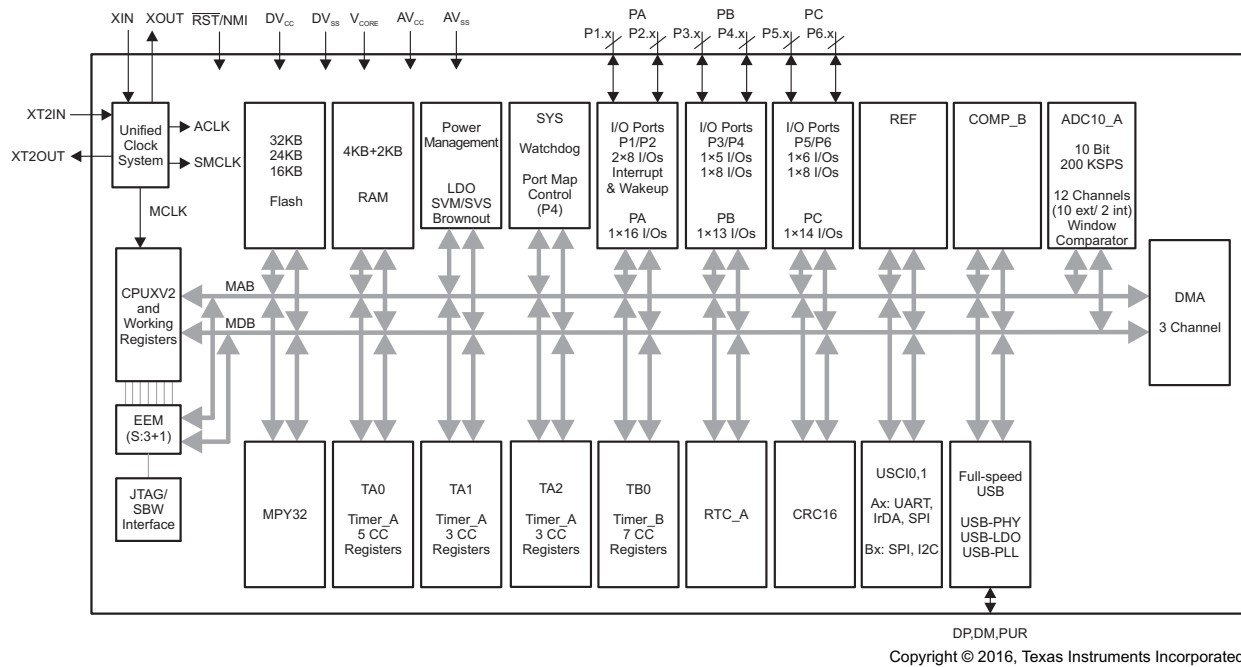 XIN
XOUT
RST/NMI
DVCC
DVSS
VCORE
AVCC
AVSS
PA
P1.x
P2.x
PB
P3.x
P4.x
PC
P5.x
P6.x
XT2IN
XT2OUT
Unified
Clock
System
ACLK
SMCLK
MCLK
32KB
24KB
16KB
Flash
4KB+2KB
RAM
Power
Management
LDO
SVM/SVS
Brownout
SYS
Watchdog
Port Map
Control
(P4)
I/O Ports
P1/P2
2×8 I/Os
Interrupt
& Wakeup
PA
1×16 I/Os
I/O Ports
P3/P4
1×5 I/Os
1×8 I/Os
PB
1×13 I/Os
I/O Ports
P5/P6
1×6 I/Os
1×8 I/Os
PC
1×14 I/Os
REF
COMP_B
ADC10_A
10 Bit
200 KSPS
12 Channels
(10 ext/ 2 int)
Window
Comparator
CPUXV2
and
Working
Registers
MAB
MDB
DMA
3 Channel
EEM
(S:3+1)
JTAG/
SBW
Interface
MPY32
TA0
Timer_A
5 CC
Registers
TA1
Timer_A
3 CC
Registers
TA2
Timer_A
3 CC
Registers
TB0
Timer_B
7 CC
Registers
RTC_A
CRC16
USCI0,1
Ax: UART,
IrDA, SPI
Bx: SPI, I2C
Full-speed
USB
USB-PHY
USB-LDO
USB-PLL
DP,DM,PUR
Copyright © 2016, Texas Instruments Incorporated